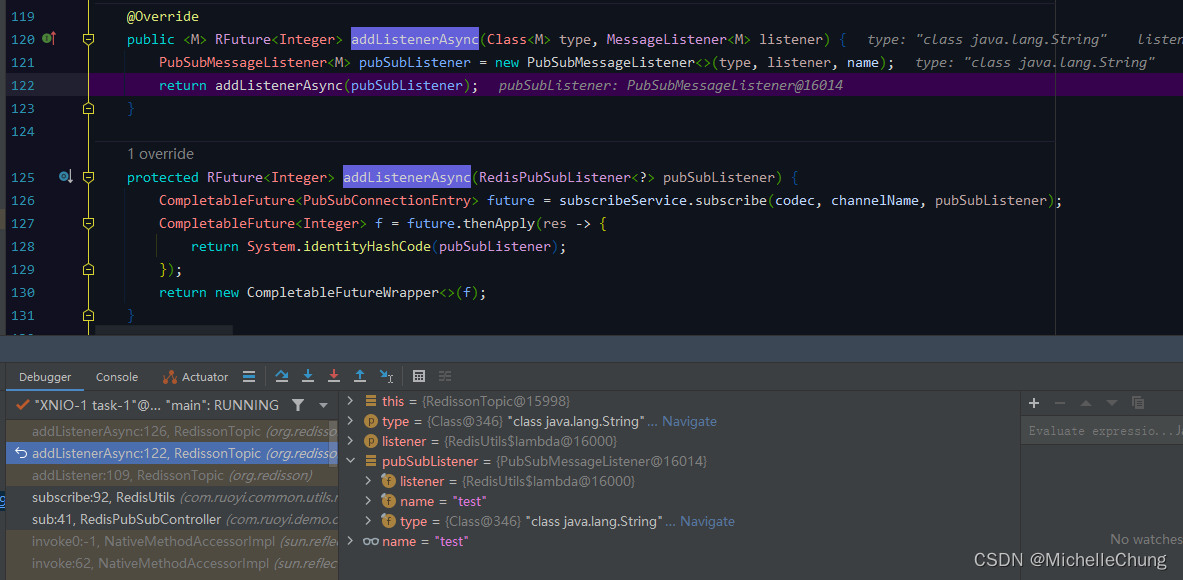 119 @Override
120 public <M> RFuture<Integer> addListenerAsync(Class<M> type, MessageListener<M> listener) { type: "class java.lang.String" listen
121 PubSubMessageListener<M> pubSubListener = new PubSubMessageListener<>(type, listener, name); type: "class java.lang.String"
122 return addListenerAsync(pubSubListener); pubSubListener: PubSubMessageListener@16014
123 }
124
1 override
125 protected RFuture<Integer> addListenerAsync(RedisPubSubListener<?> pubSubListener) {
126 CompletableFuture<PubSubConnectionEntry> future = subscribeService.subscribe(codec, channelName, pubSubListener);
127 CompletableFuture<Integer> f = future.thenApply(res -> {
128 return System.identityHashCode(pubSubListener);
129 });
130 return new CompletableFutureWrapper<>(f);
131 }
Debugger Console Actuator
"XNIO-1 task-1"@... "main": RUNNING
addListenerAsync:126, RedissonTopic (org.redisso
addListenerAsync:122, RedissonTopic (org.redisso
addListener:109, RedissonTopic (org.redisson)
subscribe:92, RedisUtils (com.ruoyi.common.utils.r
sub:41, RedisPubSubController (com.ruoyi.demo.c
invoke0:-1, NativeMethodAccessorImpl (sun.refle
invoke:62, NativeMethodAccessorImpl (sun.reflec
this = {RedissonTopic@15998}
type = {Class@346} "class java.lang.String"... Navigate
listener = {RedisUtils$lambda@16000}
pubSubListener = {PubSubMessageListener@16014}
listener = {RedisUtils$lambda@16000}
name = "test"
type = {Class@346} "class java.lang.String"... Navigate
name = "test"
Evaluate expressio...
No watches
CSDN @MichelleChung